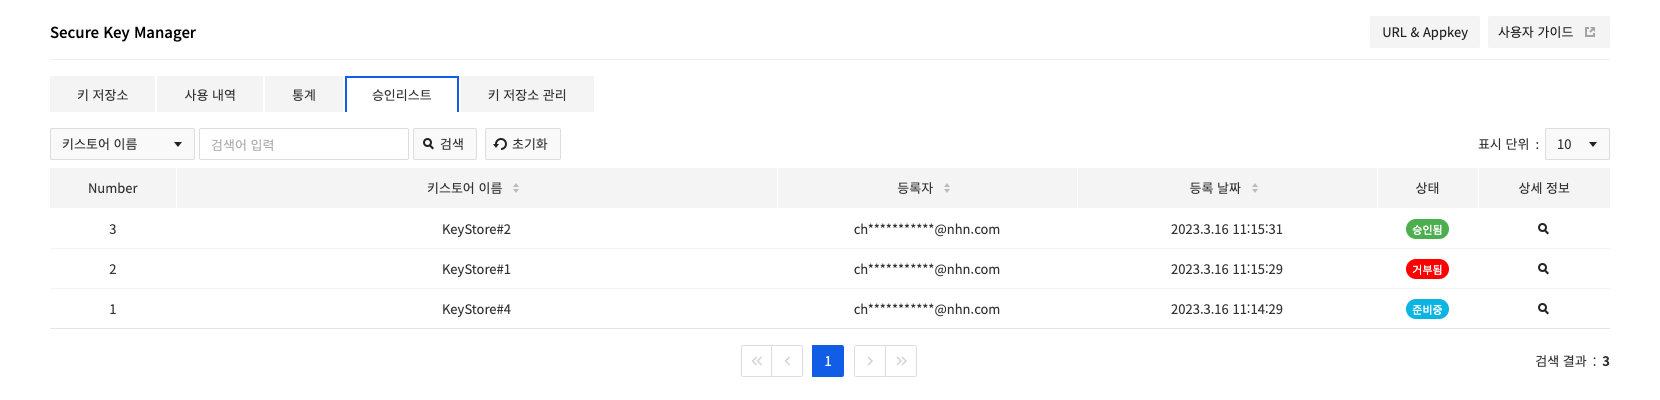 Secure Key Manager
URL & Appkey 사용자 가이드
키 저장소 사용 내역 통계 승인리스트 키 저장소 관리
키스토어 이름 검색어 입력 검색 초기화 표시 단위 : 10
Number 키스토어 이름 등록자 등록 날짜 상태 상세 정보
3 KeyStore#2 ch***********@nhn.com 2023.3.16 11:15:31 승인됨
2 KeyStore#1 ch***********@nhn.com 2023.3.16 11:15:29 거부됨
1 KeyStore#4 ch***********@nhn.com 2023.3.16 11:14:29 준비중
1 검색 결과 : 3